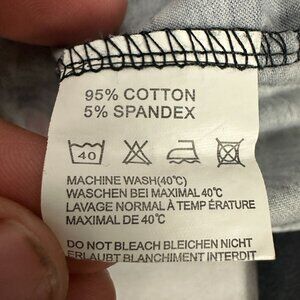 95% COTTON
5% SPANDEX
40
MACHINE WASH(40℃)
WASCHEN BEI MAXIMAL 40℃
LAVAGE NORMAL À TEMP ÉRATURE
MAXIMAL DE 40℃
DO NOT BLEACH BLEICHEN NICHT
ERLAUBT BLANCHIMENT INTERDIT